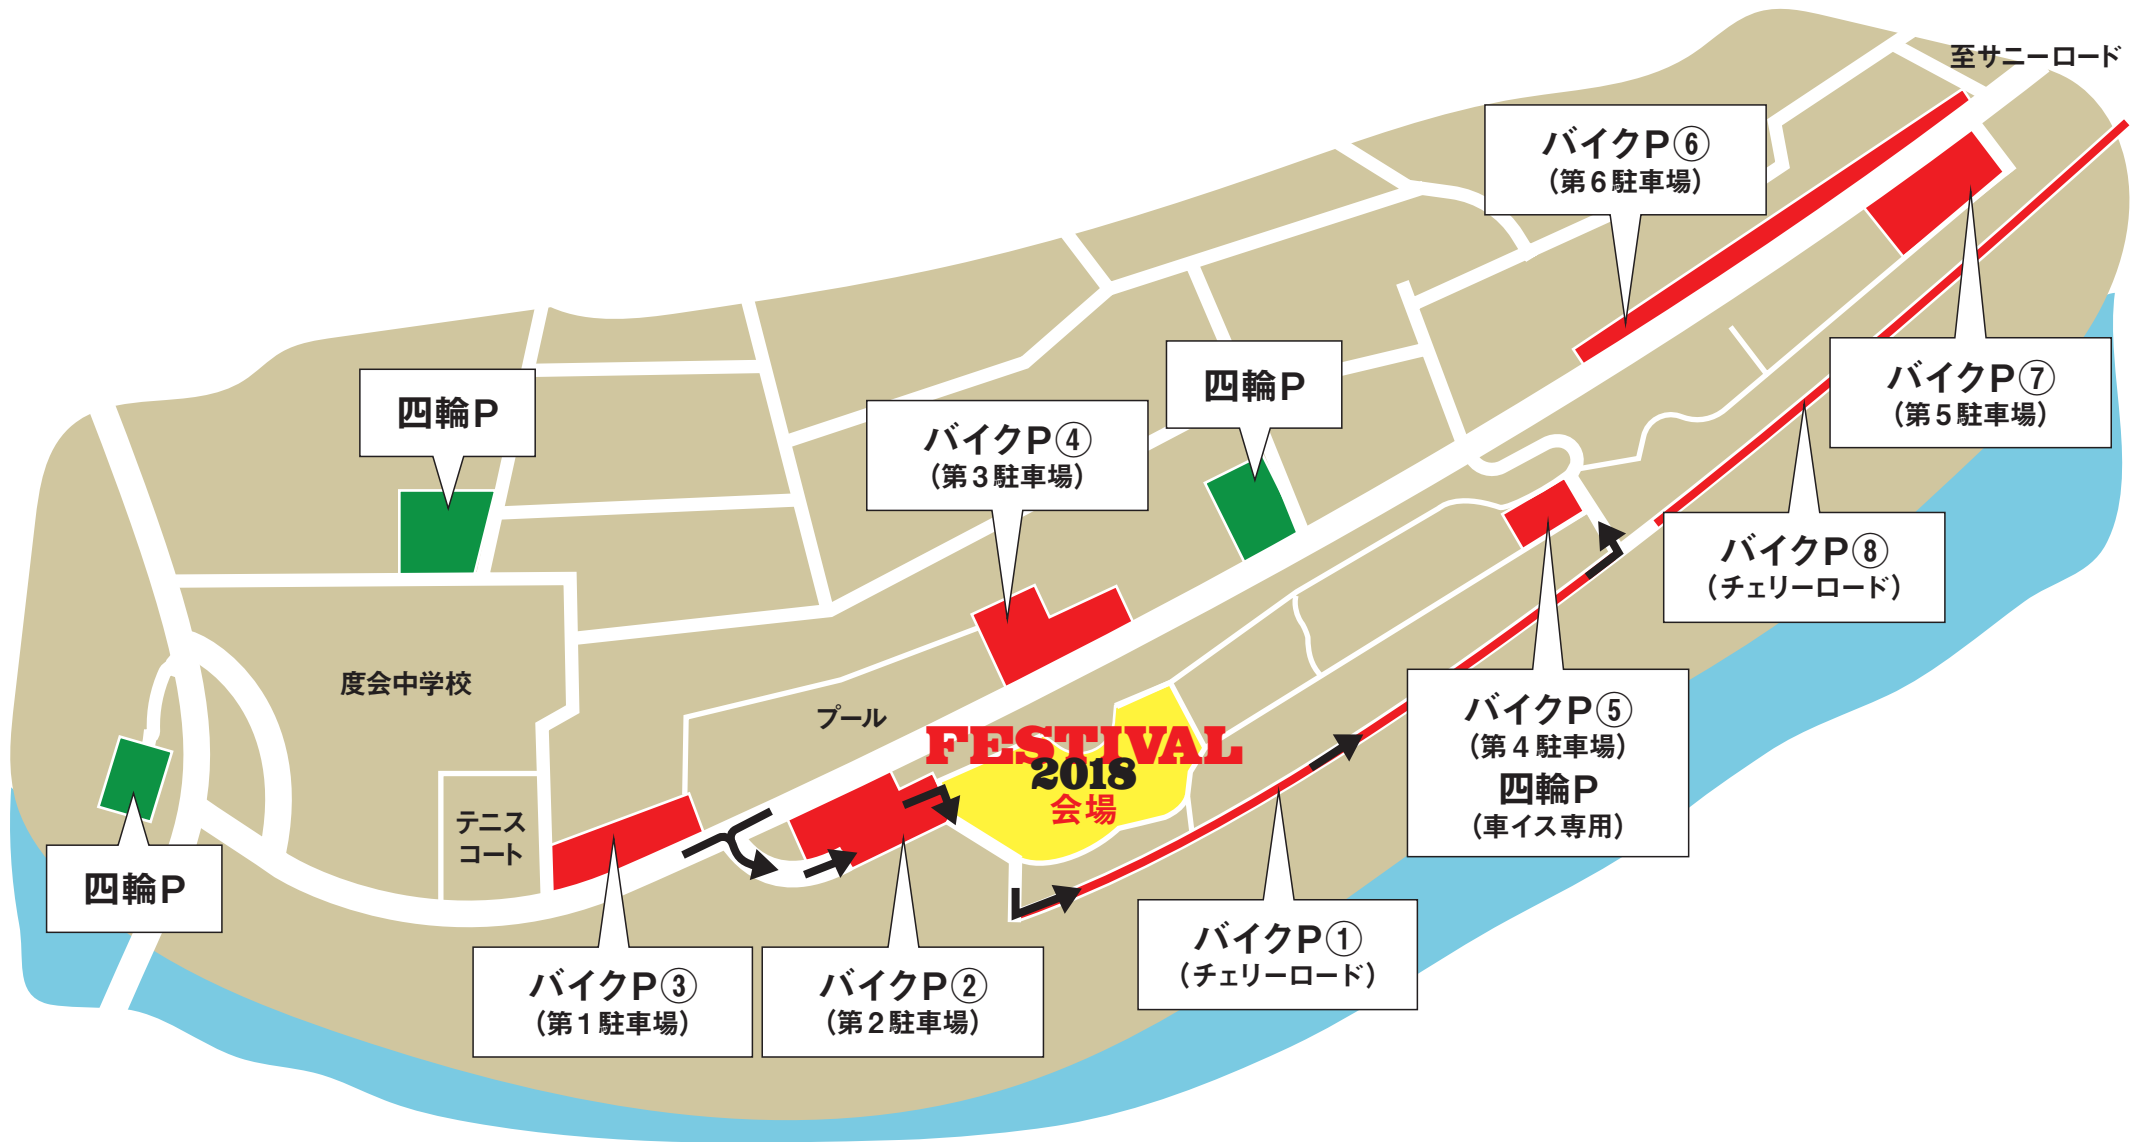 至サニーロード
バイクP⑥
（第6駐車場）
四輪P
四輪P
バイクP④
（第3駐車場）
バイクP⑦
（第5駐車場）
バイクP⑧
（チェリーロード）
度会中学校
プール
FESTIVAL
2018
会場
バイクP⑤
（第4駐車場）
四輪P
（車イス専用）
テニス
コート
四輪P
バイクP③
（第1駐車場）
バイクP②
（第2駐車場）
バイクP①
（チェリーロード）